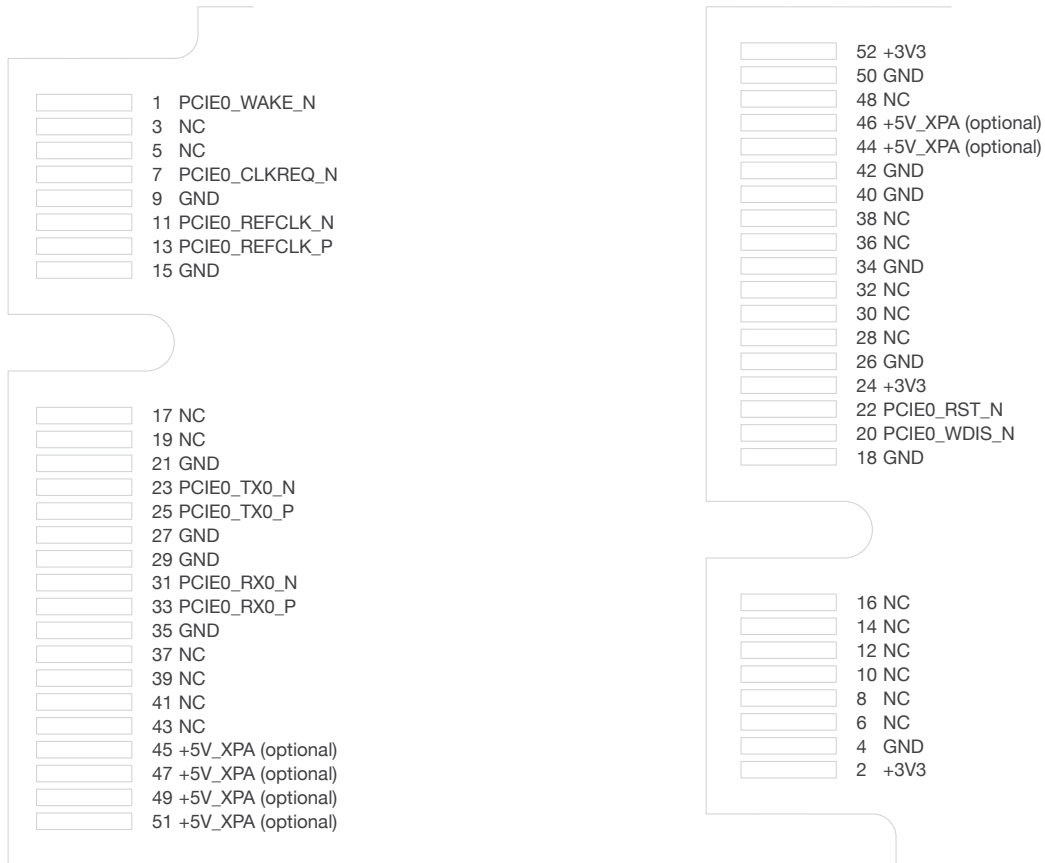 1 PCIE0_WAKE_N
3 NC
5 NC
7 PCIE0_CLKREQ_N
9 GND
11 PCIE0_REFCLK_N
13 PCIE0_REFCLK_P
15 GND
17 NC
19 NC
21 GND
23 PCIE0_TX0_N
25 PCIE0_TX0_P
27 GND
29 GND
31 PCIE0_RX0_N
33 PCIE0_RX0_P
35 GND
37 NC
39 NC
41 NC
43 NC
45 +5V_XPA (optional)
47 +5V_XPA (optional)
49 +5V_XPA (optional)
51 +5V_XPA (optional)
52 +3V3
50 GND
48 NC
46 +5V_XPA (optional)
44 +5V_XPA (optional)
42 GND
40 GND
38 NC
36 NC
34 GND
32 NC
30 NC
28 NC
26 GND
24 +3V3
22 PCIE0_RST_N
20 PCIE0_WDIS_N
18 GND
16 NC
14 NC
12 NC
10 NC
8 NC
6 NC
4 GND
2 +3V3